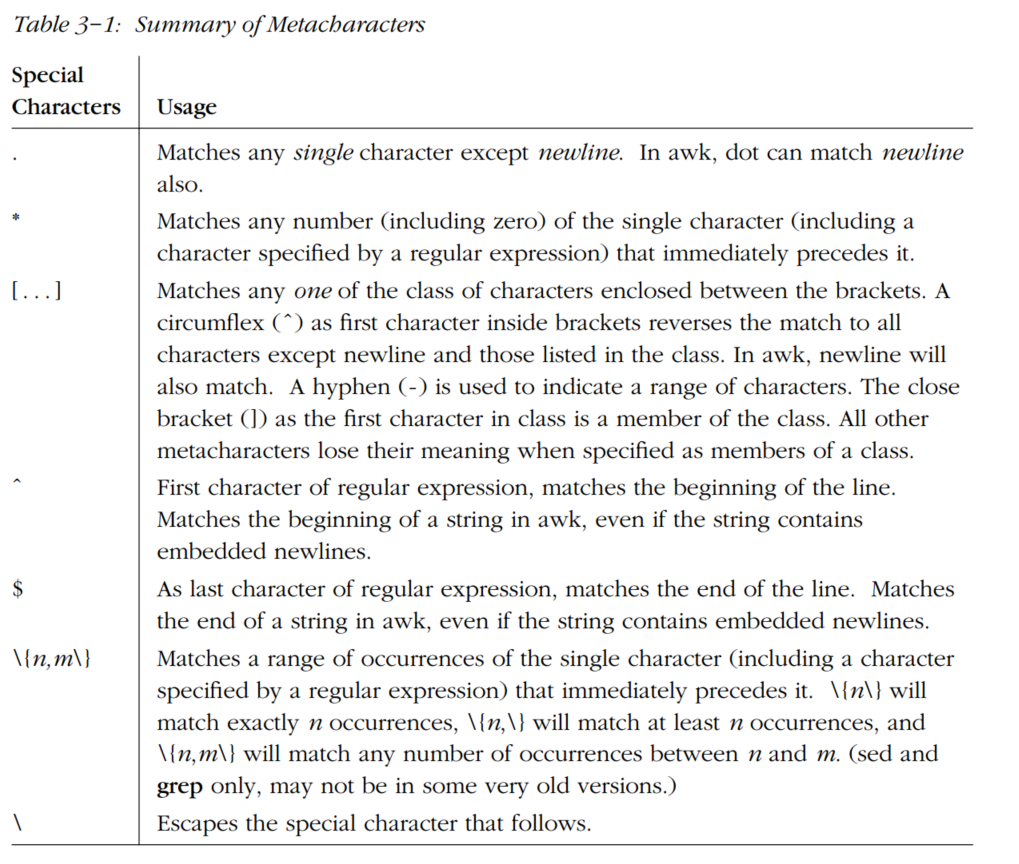 Table 3−1: Summary of Metacharacters
Special
Characters Usage
. Matches any single character except newline. In awk, dot can match newline
also.
* Matches any number (including zero) of the single character (including a
character specified by a regular expression) that immediately precedes it.
[...] Matches any one of the class of characters enclosed between the brackets. A
circumflex (ˆ) as first character inside brackets reverses the match to all
characters except newline and those listed in the class. In awk, newline will
also match. A hyphen (-) is used to indicate a range of characters. The close
bracket (]) as the first character in class is a member of the class. All other
metacharacters lose their meaning when specified as members of a class.
ˆ First character of regular expression, matches the beginning of the line.
Matches the beginning of a string in awk, even if the string contains
embedded newlines.
$ As last character of regular expression, matches the end of the line. Matches
the end of a string in awk, even if the string contains embedded newlines.
\{n,m\} Matches a range of occurrences of the single character (including a character
specified by a regular expression) that immediately precedes it. \{n\} will
match exactly n occurrences, \{n,\} will match at least n occurrences, and
\{n,m\} will match any number of occurrences between n and m. (sed and
grep only, may not be in some very old versions.)
\ Escapes the special character that follows.